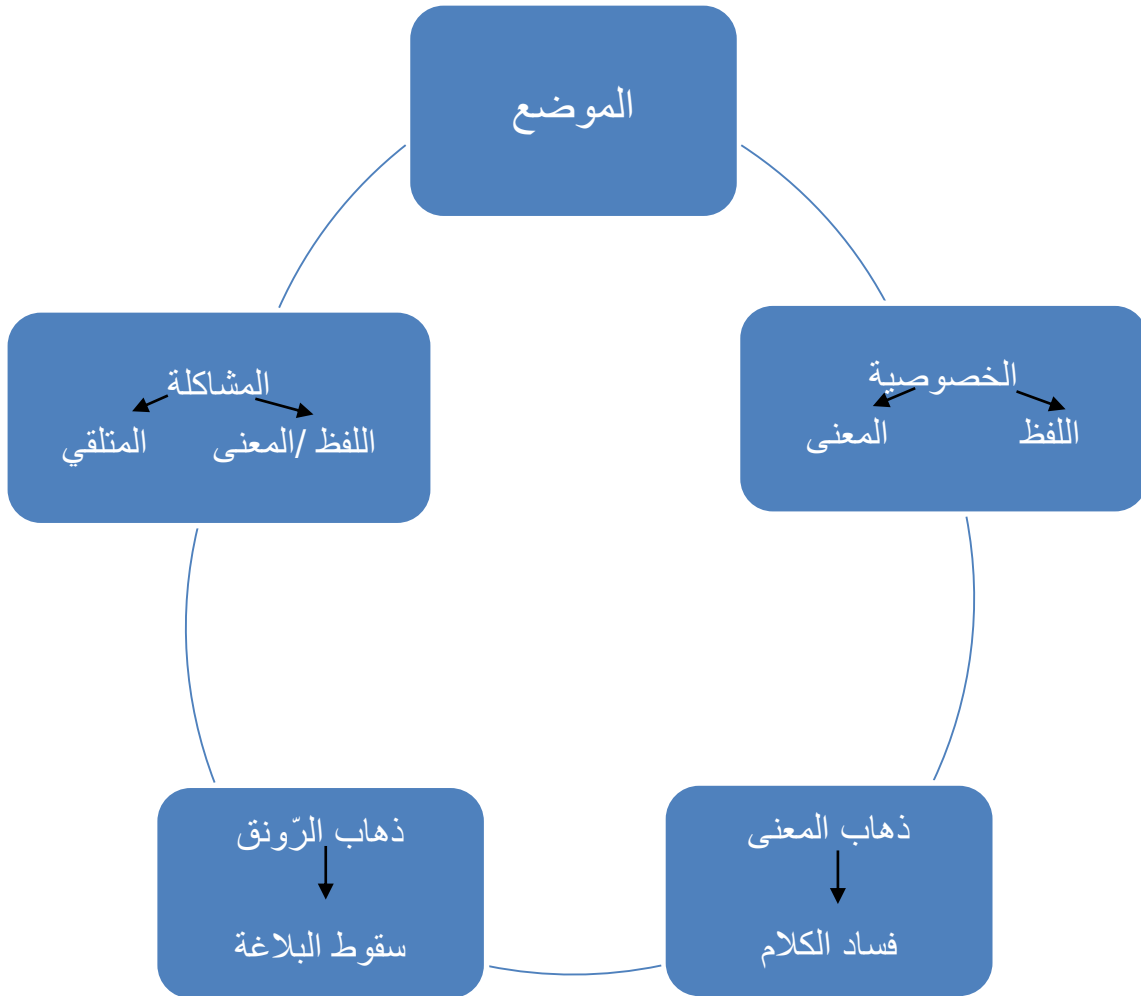 الموضع
الخصوصية
اللفظ المعنى
المشاكلة
اللفظ /المعنى المتلقي
ذهاب المعنى
فساد الكلام
ذهاب الرّونق
سقوط البلاغة